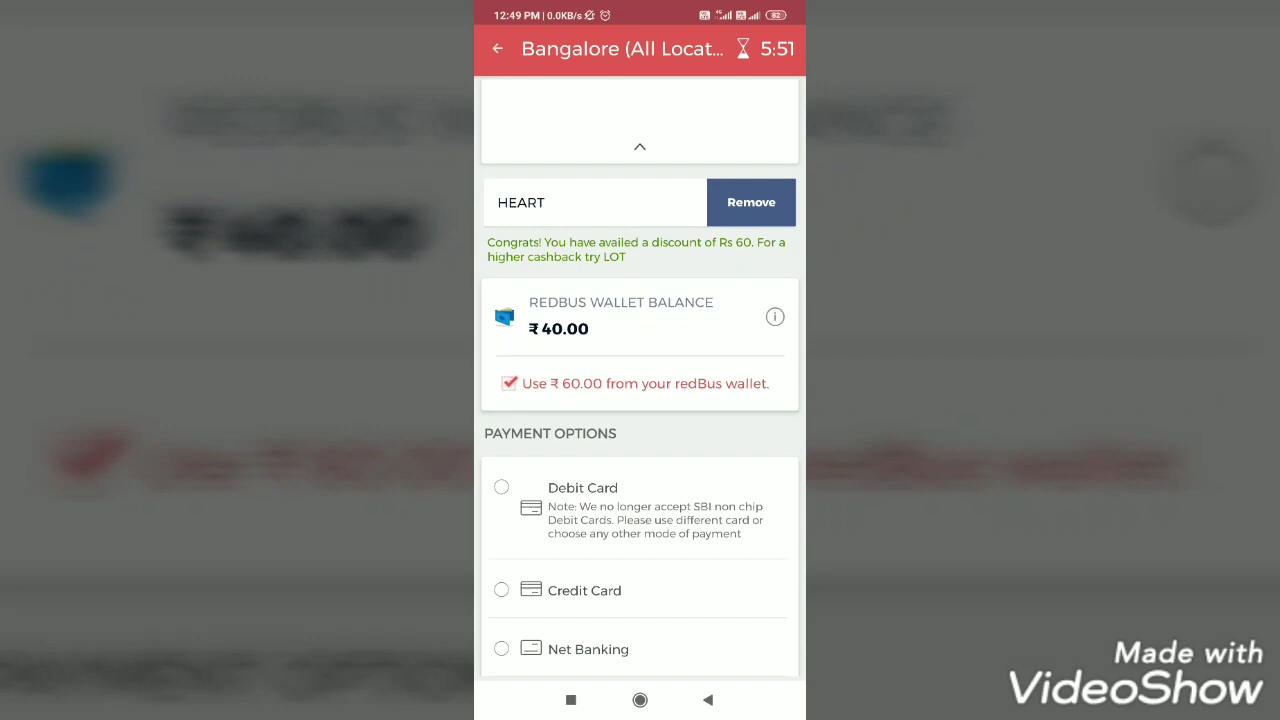 12:49 PM | 0.0KB/s
4G
82
Bangalore (All Locat... 5:51
HEART
Remove
Congrats! You have availed a discount of Rs 60. For a
higher cashback try LOT
REDBUS WALLET BALANCE
₹ 40.00
Use ₹ 60.00 from your redBus wallet.
PAYMENT OPTIONS
Debit Card
Note: We no longer accept SBI non chip
Debit Cards. Please use different card or
choose any other mode of payment
Credit Card
Net Banking
Made with
VideoShow